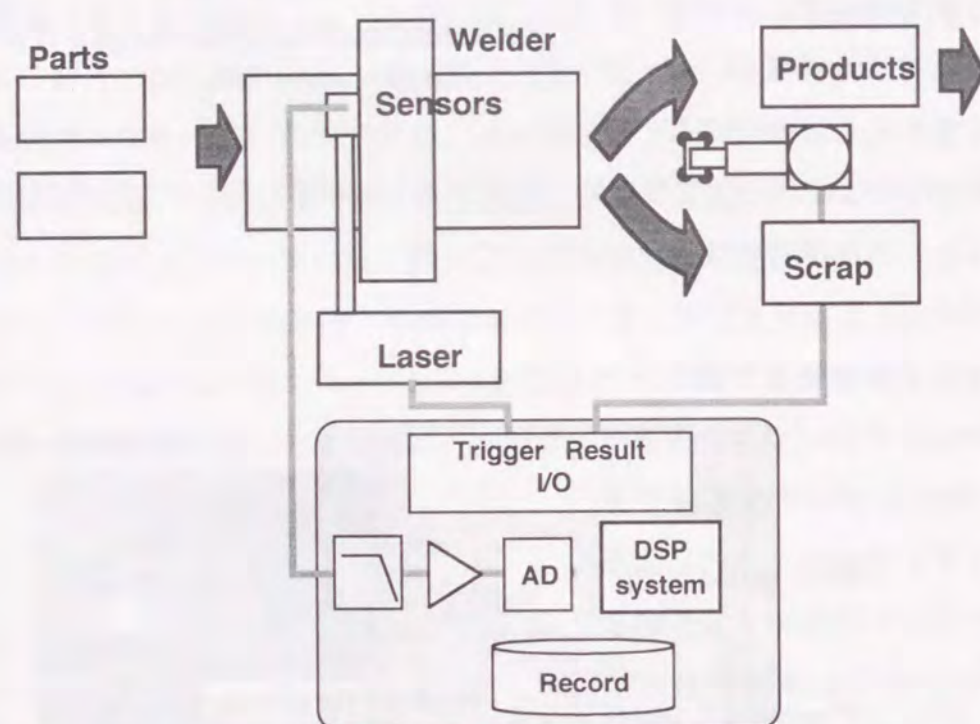 Parts
Welder
Sensors
Products
Scrap
Laser
Trigger Result
I/O
AD
DSP
system
Record